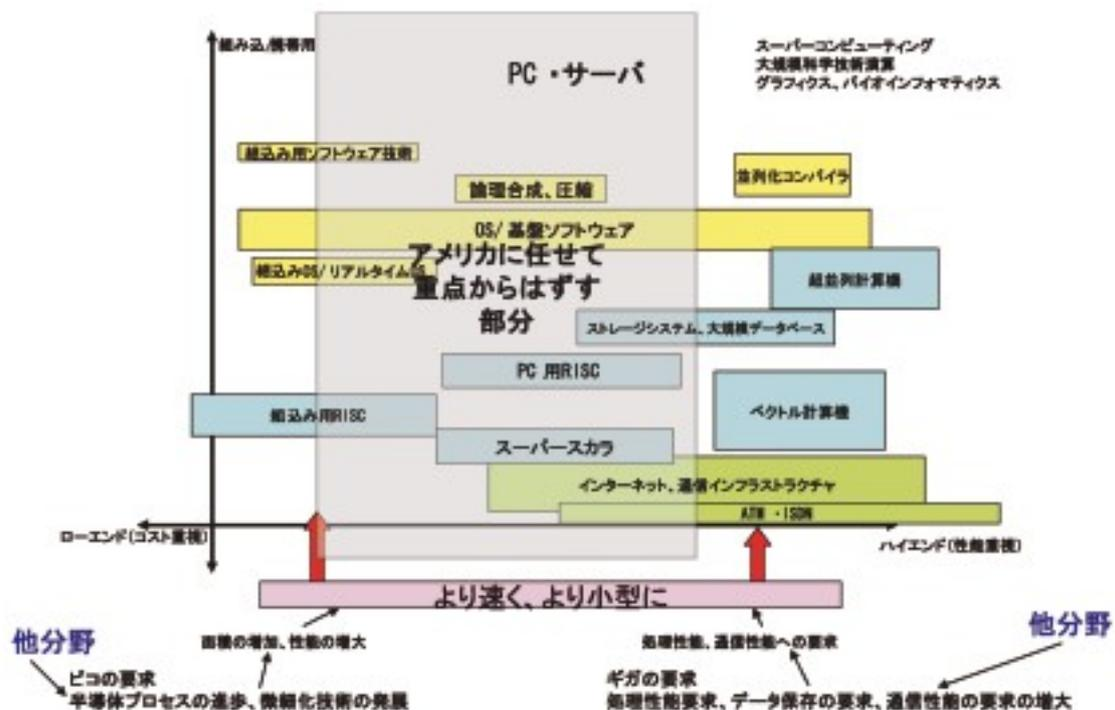 組み込/携帯用
PC・サーバ
スーパーコンピューティング
大規模科学技術演算
グラフィクス、バイオインフォマティクス
組込み用ソフトウェア技術
論理合成、圧縮
並列化コンパイラ
OS/基盤ソフトウェア
アメリカに任せて
重点からはずす
部分
組込みOS/リアルタイムOS
超並列計算機
ストレージシステム、大規模データベース
PC用RISC
ベクトル計算機
組込み用RISC
スーパースカラ
インターネット、通信インフラストラクチャ
ATM・ISDN
ローエンド(コスト重視)
ハイエンド(性能重視)
より速く、より小型に
他分野
面積の増加、性能の増大
処理性能、通信性能への要求
他分野
ピコの要求
半導体プロセスの進歩、微細化技術の発展
ギガの要求
処理性能要求、データ保存の要求、通信性能の要求の増大